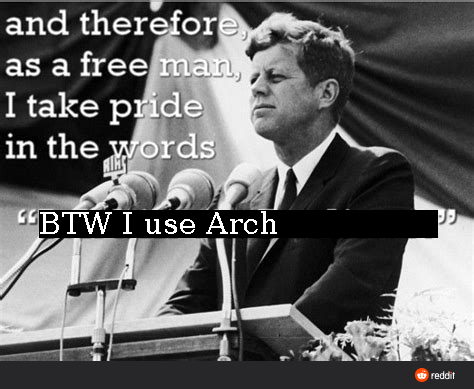 and therefore,
as a free man,
I take pride
in the words
“BTW I use Arch ”
reddit